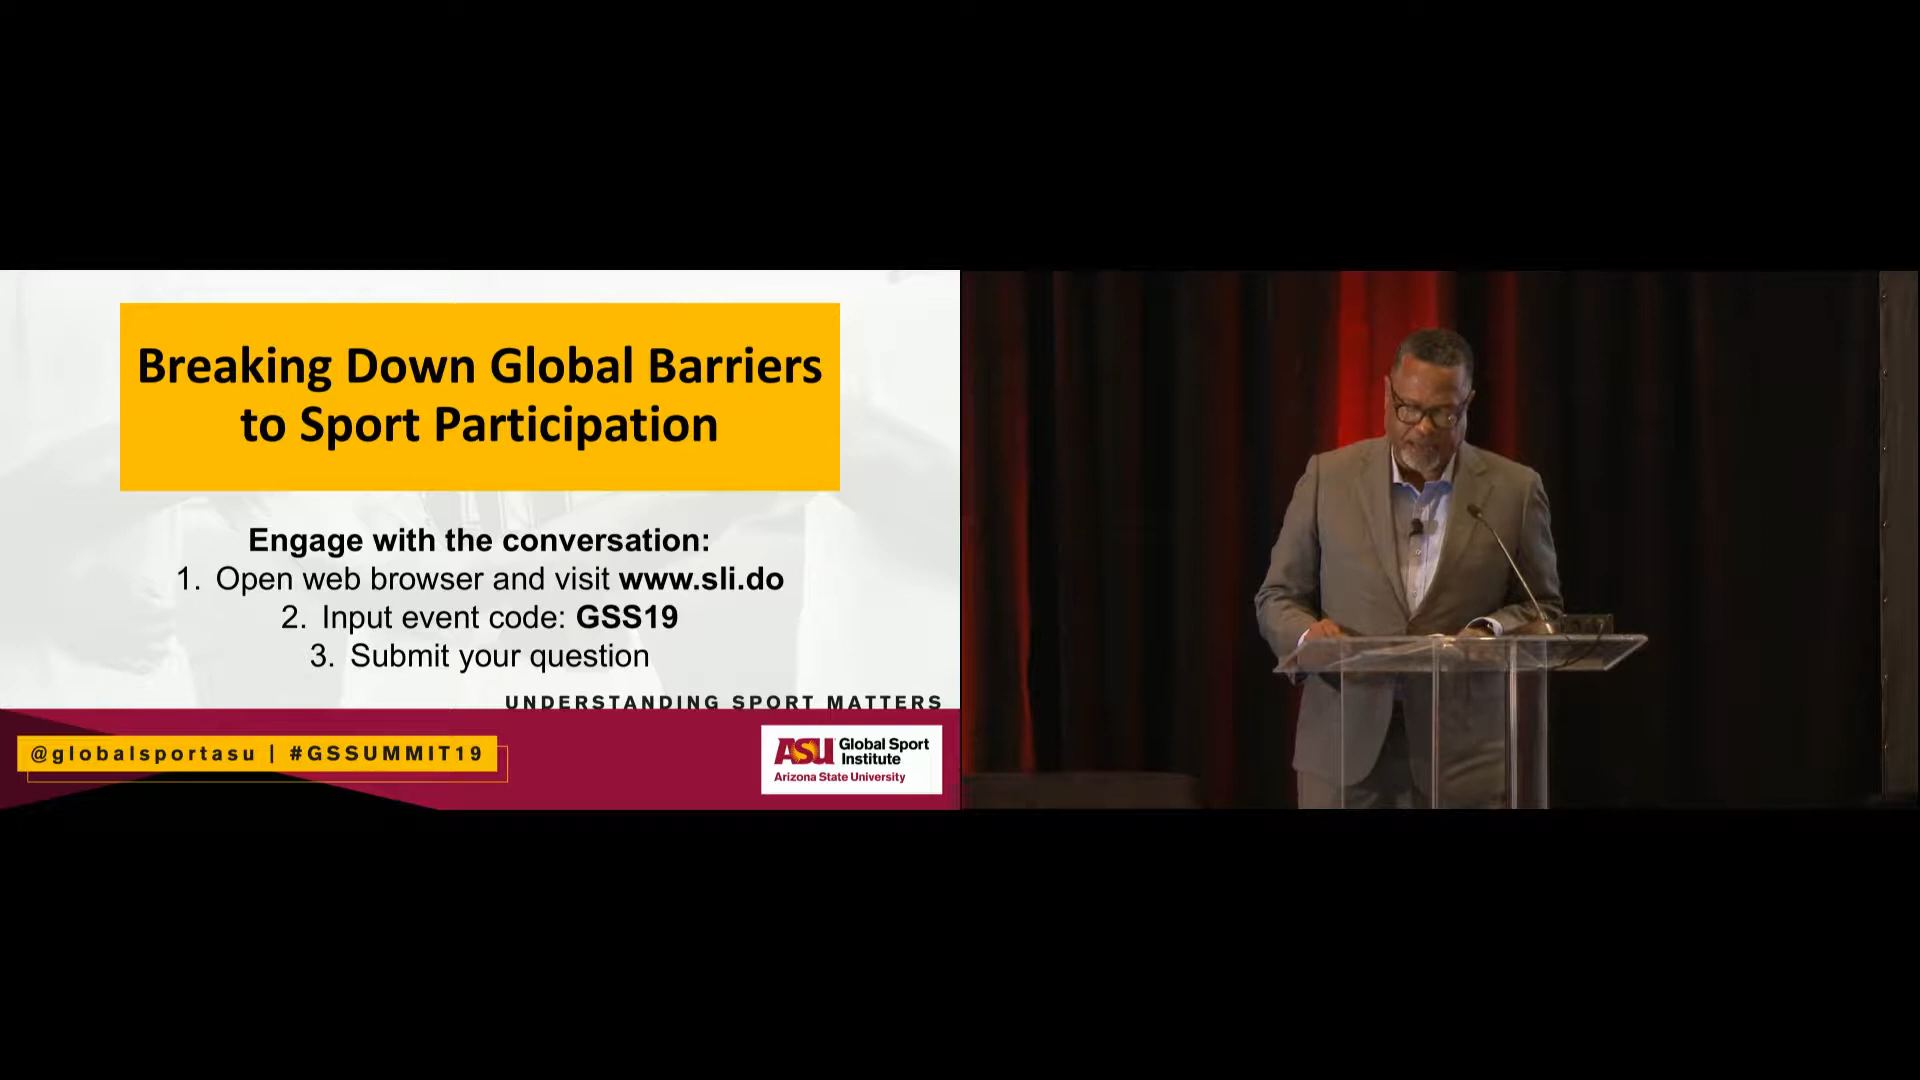 Breaking Down Global Barriers
to Sport Participation
Engage with the conversation:
1. Open web browser and visit www.sli.do
2. Input event code: GSS19
3. Submit your question
UNDERSTANDING SPORT MATTERS
@globalsportasu | #GSSUMMIT19
ASU Global Sport
Institute
Arizona State University